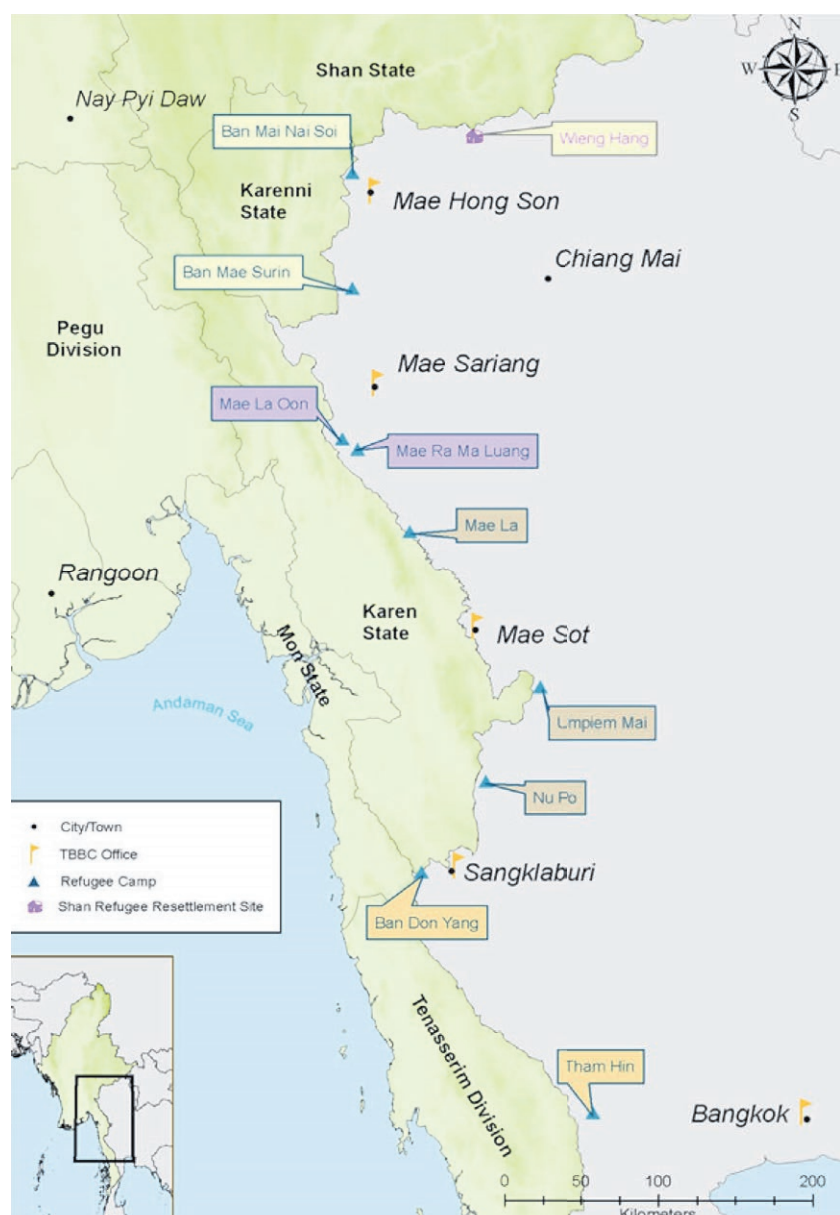 Shan State
N
W
E
S
Nay Pyi Daw
Ban Mai Nai Soi
Wieng Hang
Karenni
State
Mae Hong Son
Chiang Mai
Ban Mae Surin
Pegu
Division
Mae Sariang
Mae La Oon
Mae Ra Ma Luang
Mae La
Rangoon
Karen
State
Mae Sot
Mon State
Andaman Sea
Umpiem Mai
Nu Po
City/Town
TBBC Office
Refugee Camp
Shan Refugee Resettlement Site
Sangklaburi
Ban Don Yang
Tenasserim Division
Tham Hin
Bangkok
0 50 100 200
Kilometers